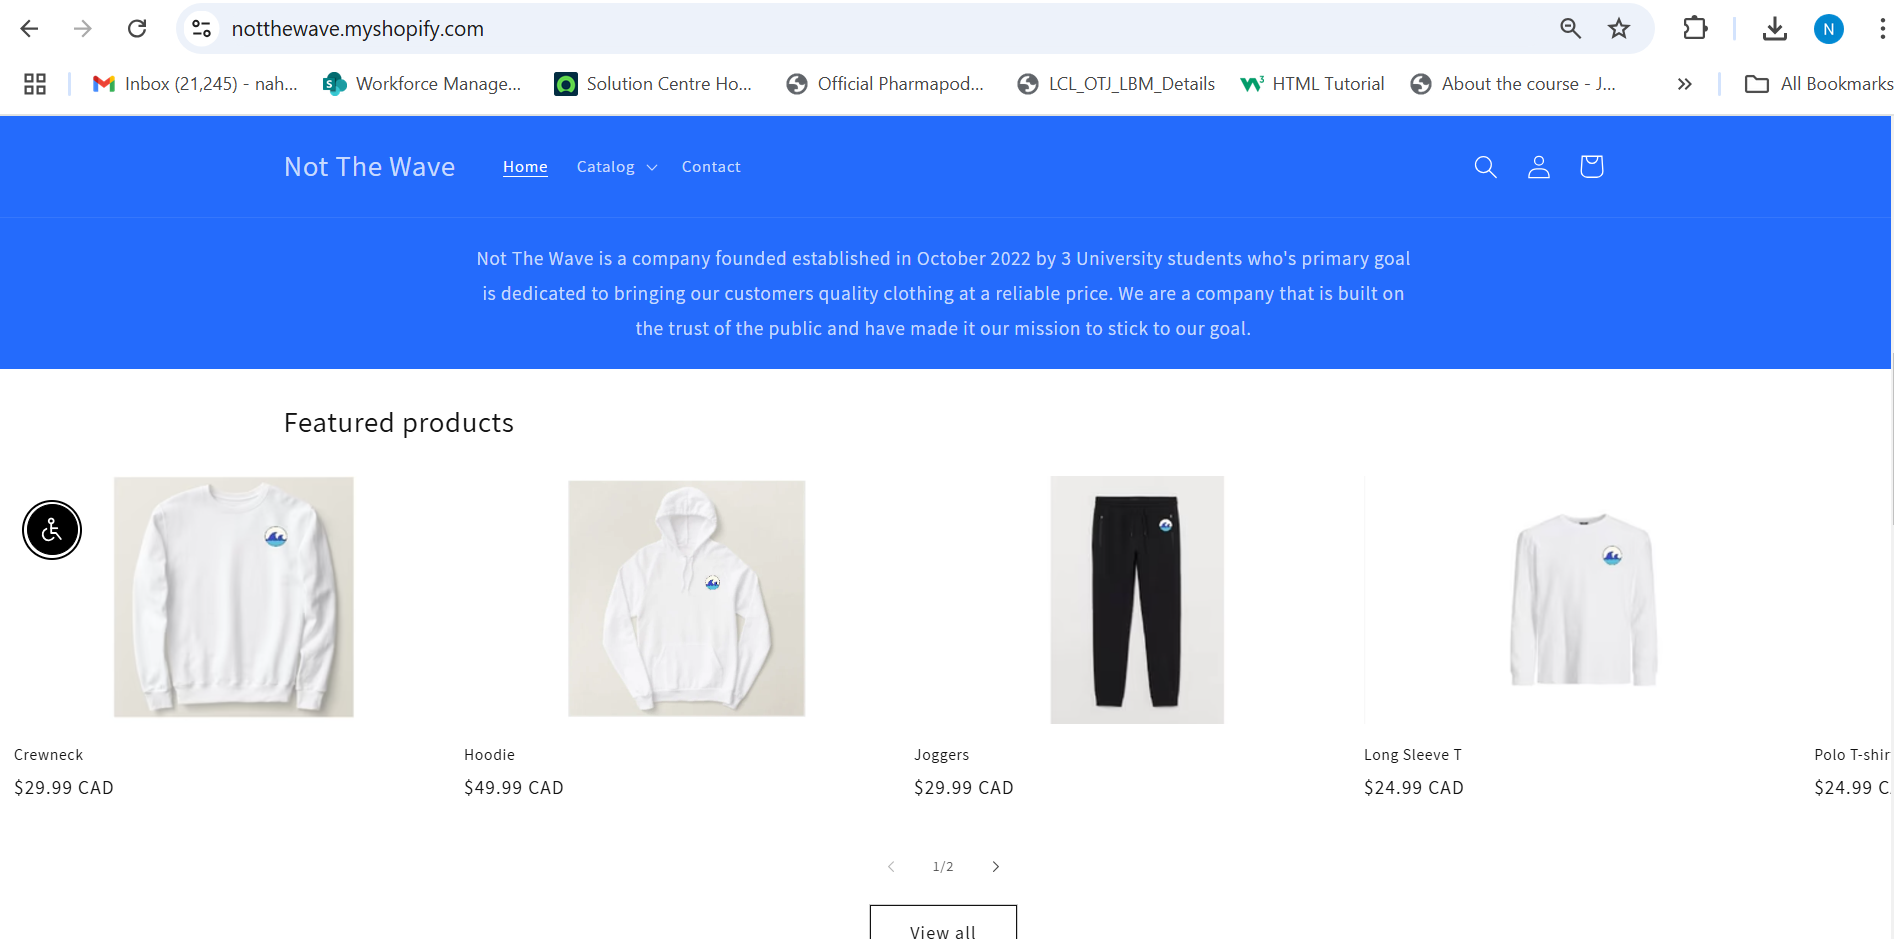 notthewave.myshopify.com
N
Inbox (21,245) - nah...
Workforce Manage...
Solution Centre Ho...
Official Pharmapod...
LCL_OTJ_LBM_Details
HTML Tutorial
About the course - J...
All Bookmarks
Not The Wave
Home
Catalog
Contact
Not The Wave is a company founded established in October 2022 by 3 University students who's primary goal
is dedicated to bringing our customers quality clothing at a reliable price. We are a company that is built on
the trust of the public and have made it our mission to stick to our goal.
Featured products
Crewneck
$29.99 CAD
Hoodie
$49.99 CAD
Joggers
$29.99 CAD
Long Sleeve T
$24.99 CAD
Polo T-shir
$24.99 C
1/2
View all